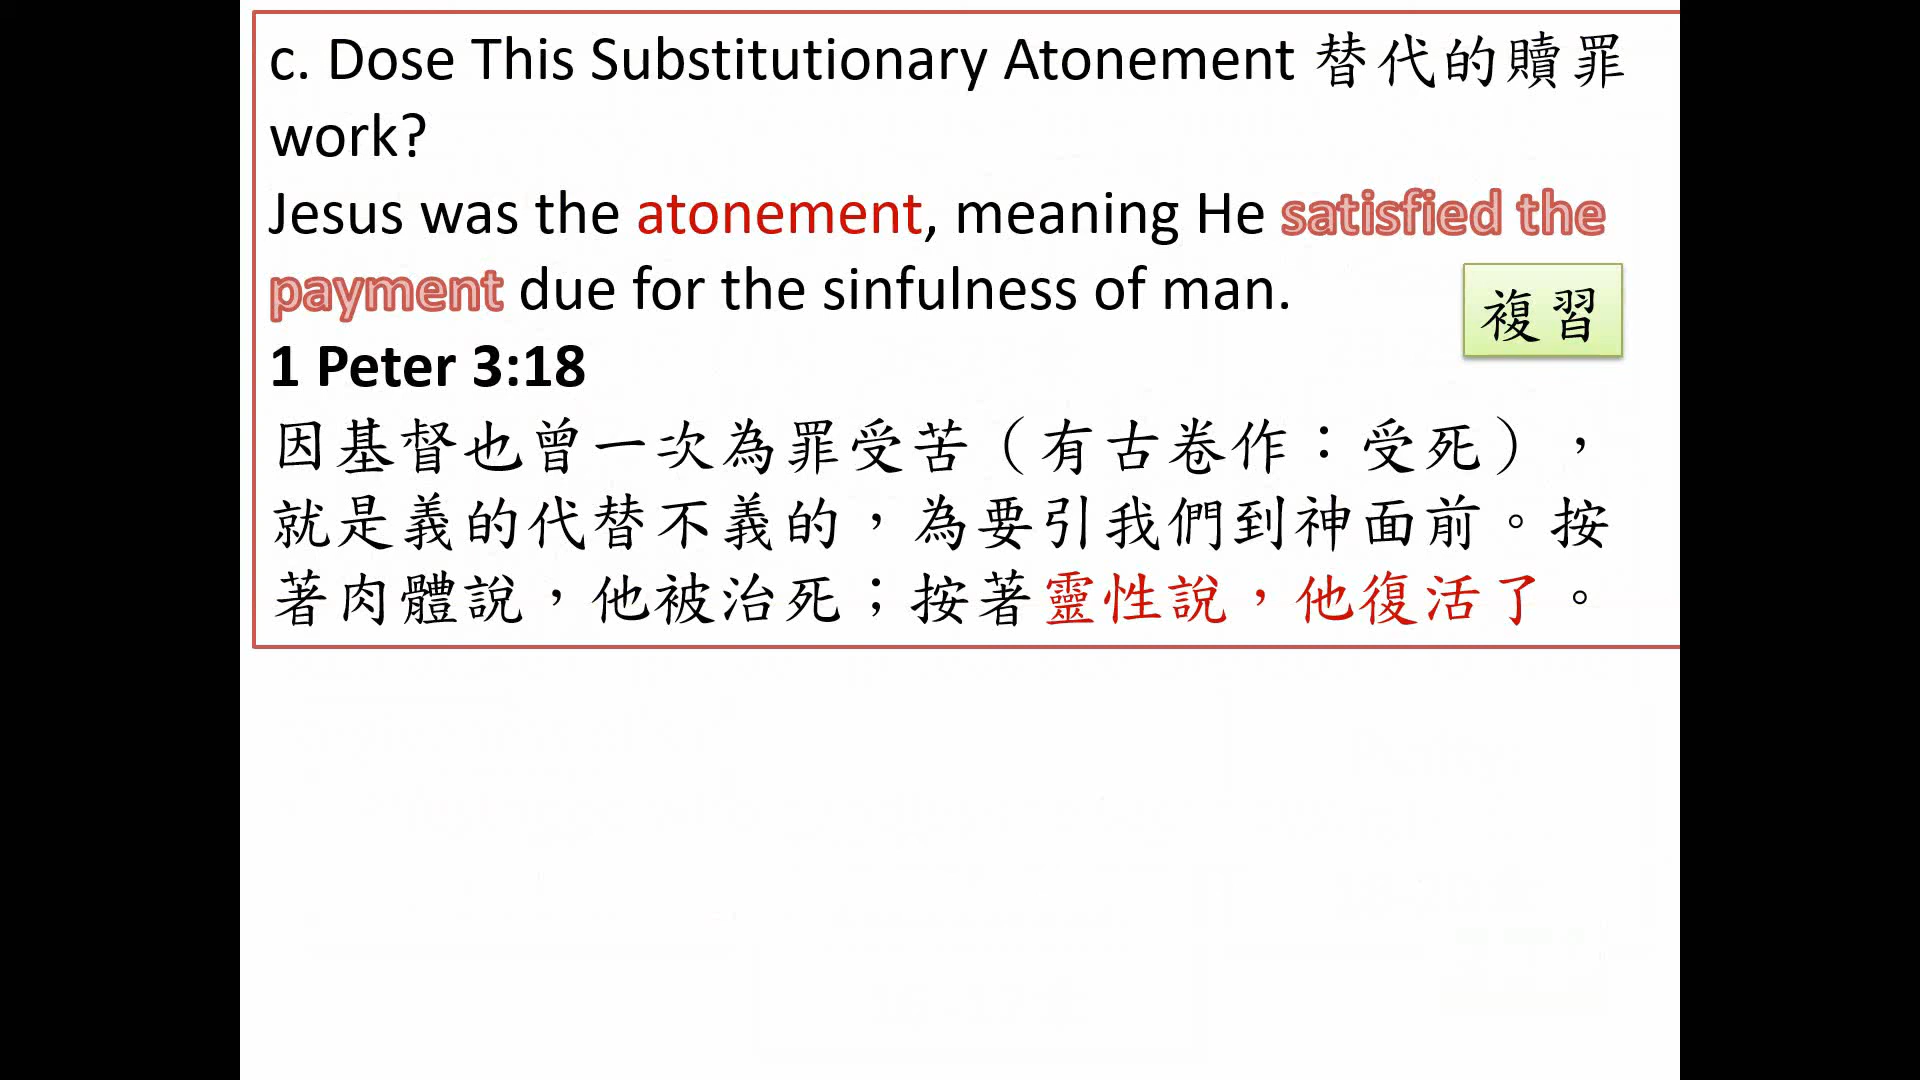 c. Dose This Substitutionary Atonement 替代的贖罪
work?
Jesus was the atonement, meaning He satisfied the
payment due for the sinfulness of man.
複習
1 Peter 3:18
因基督也曾一次為罪受苦（有古卷作：受死），
就是義的代替不義的，為要引我們到神面前。按
著肉體說，他被治死；按著靈性說，他復活了。